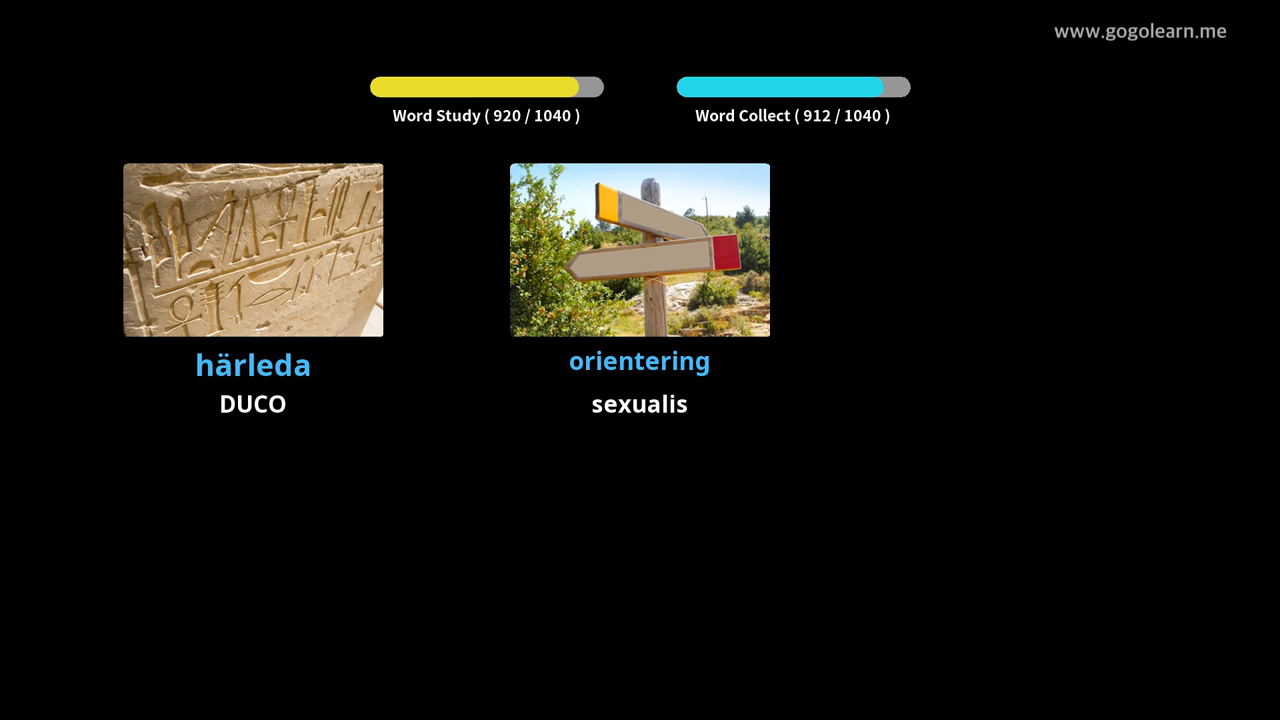 www.gogolearn.me
Word Study ( 920 / 1040 )
Word Collect ( 912 / 1040 )
härleda
DUCO
orientering
sexualis